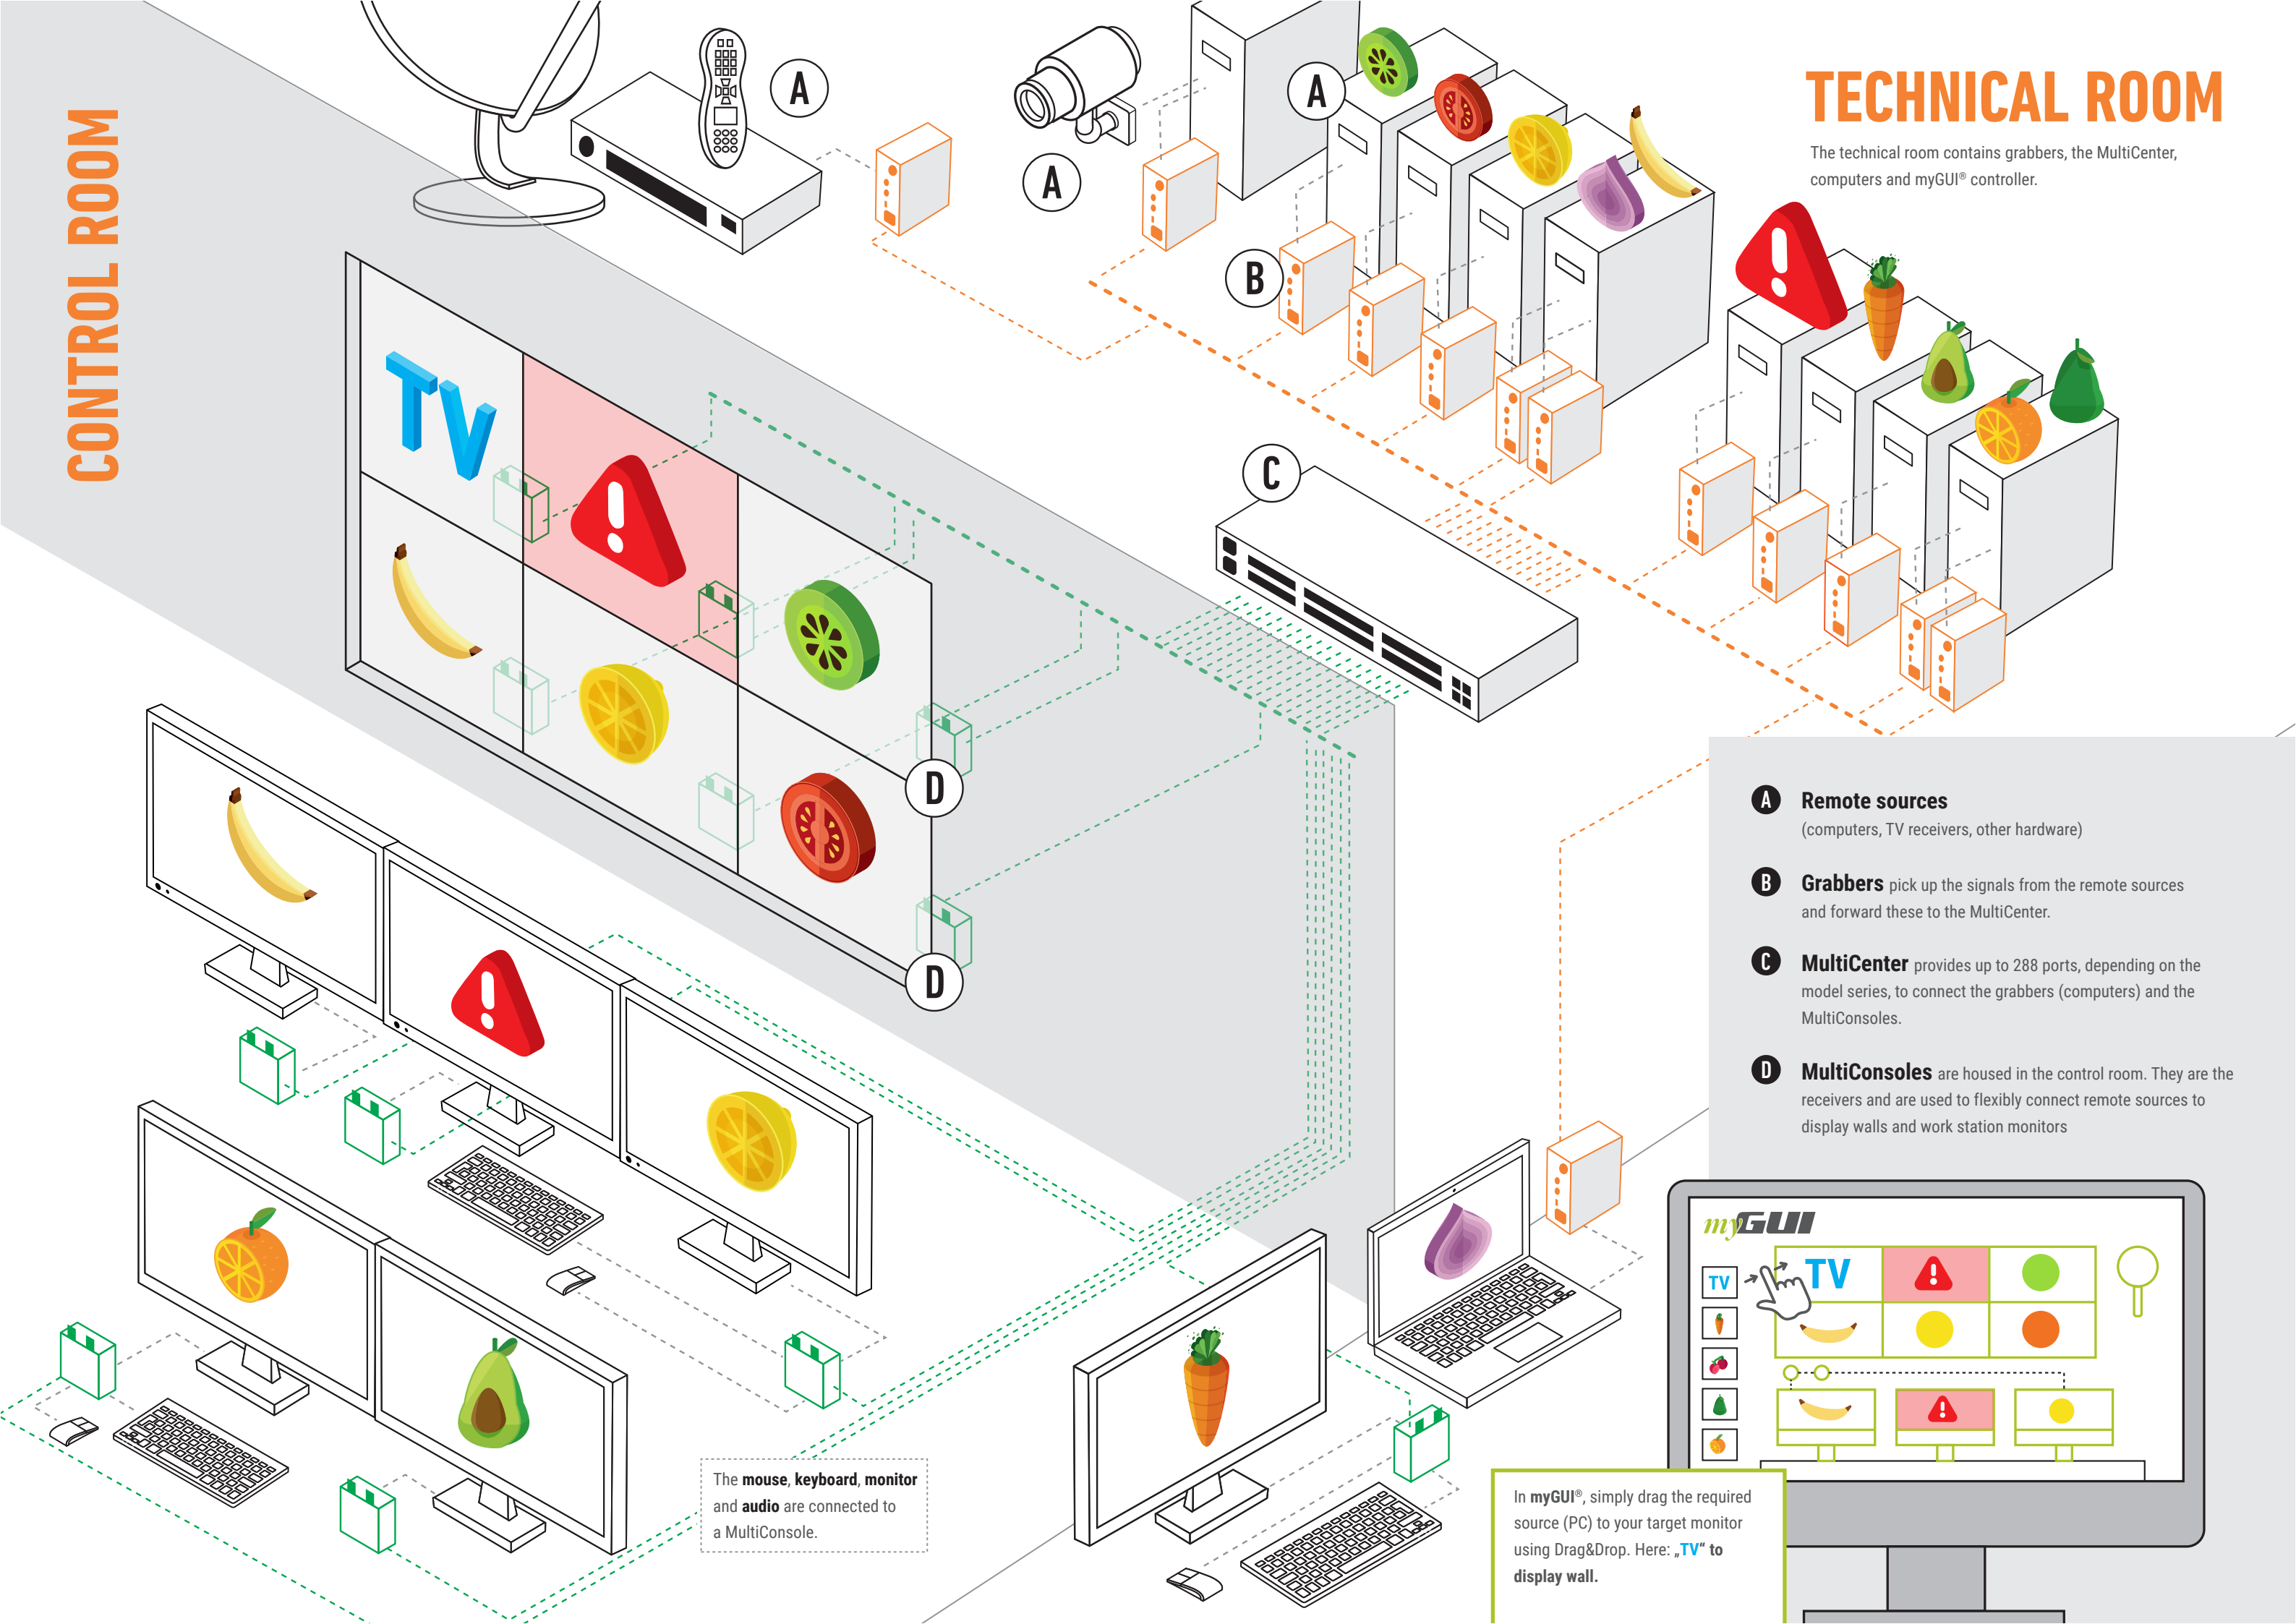 CONTROL ROOM
TECHNICAL ROOM
The technical room contains grabbers, the MultiCenter,
computers and myGUI® controller.
A
A
A
B
C
TV
D
D
A Remote sources
(computers, TV receivers, other hardware)
B Grabbers pick up the signals from the remote sources
and forward these to the MultiCenter.
C MultiCenter provides up to 288 ports, depending on the
model series, to connect the grabbers (computers) and the
MultiConsoles.
D MultiConsoles are housed in the control room. They are the
receivers and are used to flexibly connect remote sources to
display walls and work station monitors
myGUI
TV
TV
The mouse, keyboard, monitor
and audio are connected to
a MultiConsole.
In myGUI®, simply drag the required
source (PC) to your target monitor
using Drag&Drop. Here: „TV“ to
display wall.